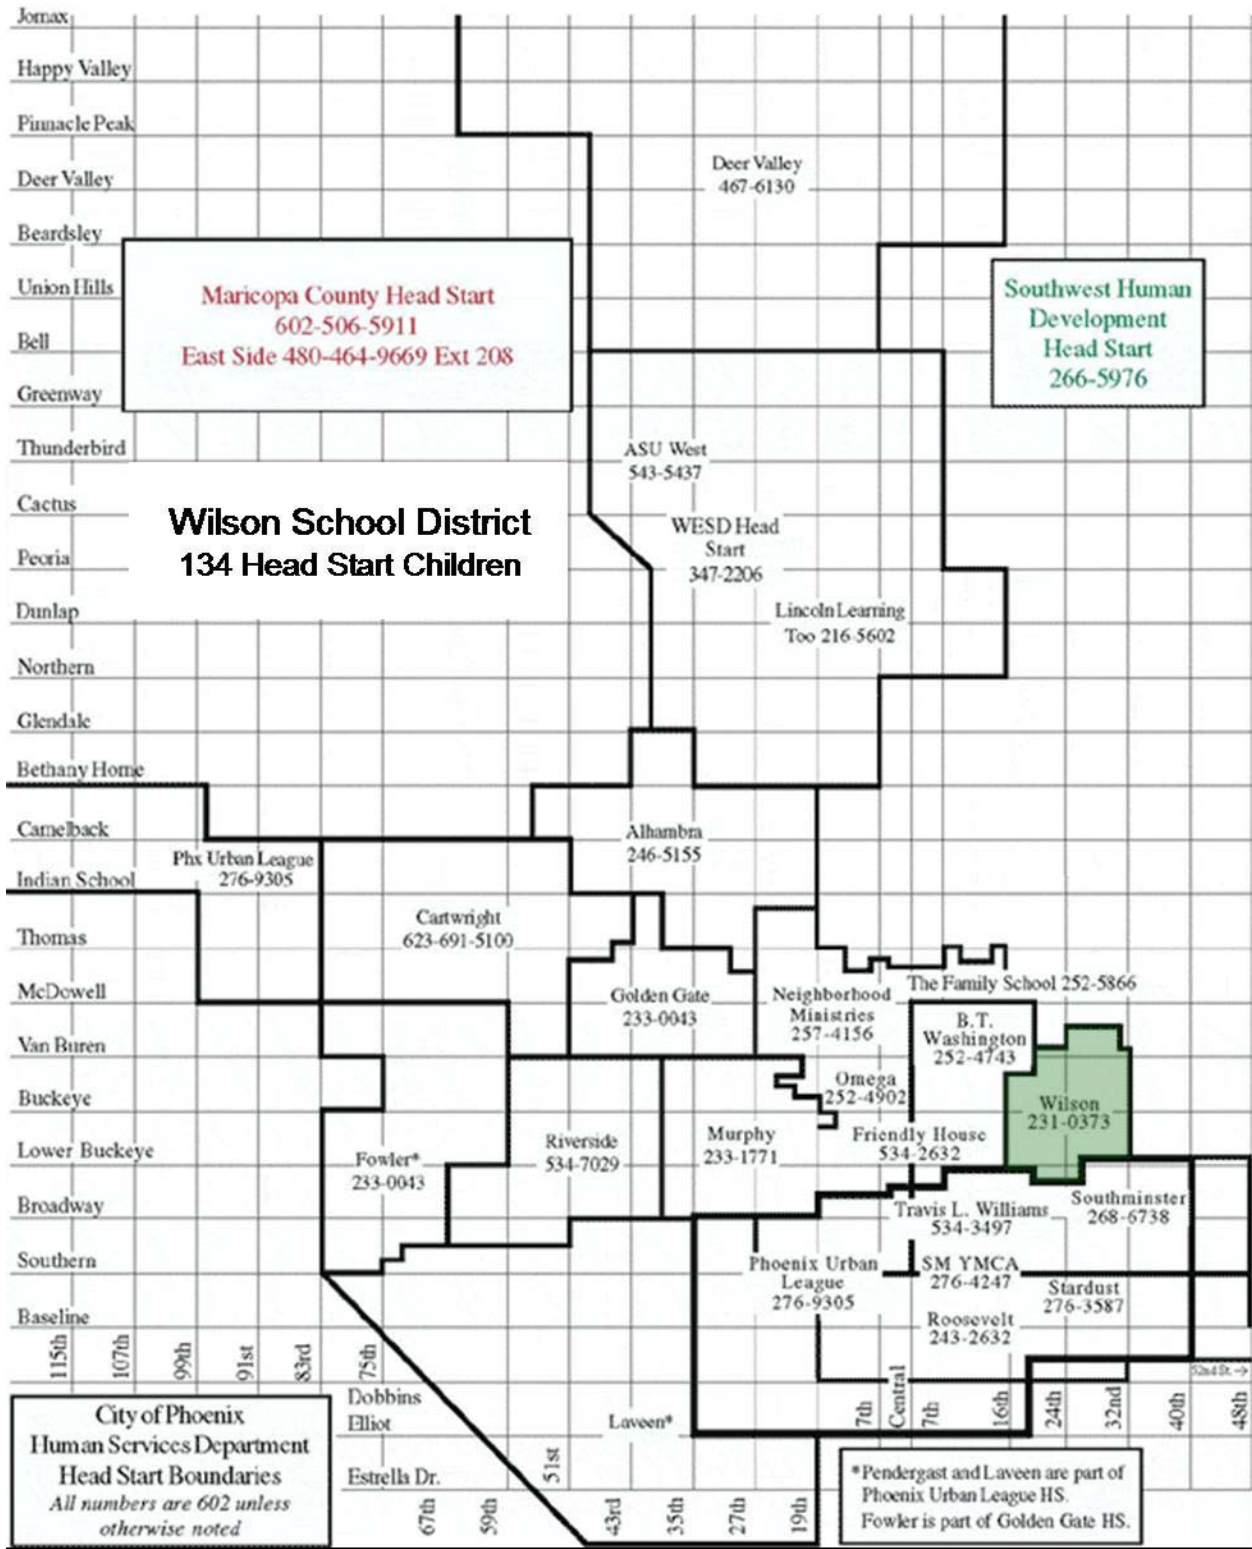 Jomax
Happy Valley
Pinnacle Peak
Deer Valley
467-6130
Deer Valley
Beardsley
Union Hills
Maricopa County Head Start
602-506-5911
East Side 480-464-9669 Ext 208
Southwest Human
Development
Head Start
266-5976
Bell
Greenway
Thunderbird
ASU West
543-5437
Cactus
Wilson School District
134 Head Start Children
WESD Head
Start
347-2206
Peoria
Dunlap
Lincoln Learning
Too 216-5602
Northern
Glendale
Bethany Home
Camelback
Alhambra
246-5155
Phx Urban League
276-9305
Indian School
Cartwright
623-691-5100
Thomas
McDowell
The Family School 252-5866
Golden Gate
233-0043
Neighborhood
Ministries
257-4156
B.T.
Washington
252-4743
Van Buren
Omega
252-4902
Buckeye
Wilson
231-0373
Lower Buckeye
Fowler*
233-0043
Riverside
534-7029
Murphy
233-1771
Friendly House
534-2632
Broadway
Travis L. Williams
534-3497
Southminster
268-6738
Southern
Phoenix Urban
League
276-9305
SM YMCA
276-4247
Stardust
276-3587
Baseline
Roosevelt
243-2632
115th
107th
99th
91st
83rd
75th
Dobbins
Elliot
Estrella Dr.
67th
59th
51st
Laveen*
43rd
35th
27th
19th
7th
Central
7th
16th
24th
32nd
40th
48th
52nd St. →
City of Phoenix
Human Services Department
Head Start Boundaries
All numbers are 602 unless
otherwise noted
*Pendergast and Laveen are part of
Phoenix Urban League HS.
Fowler is part of Golden Gate HS.